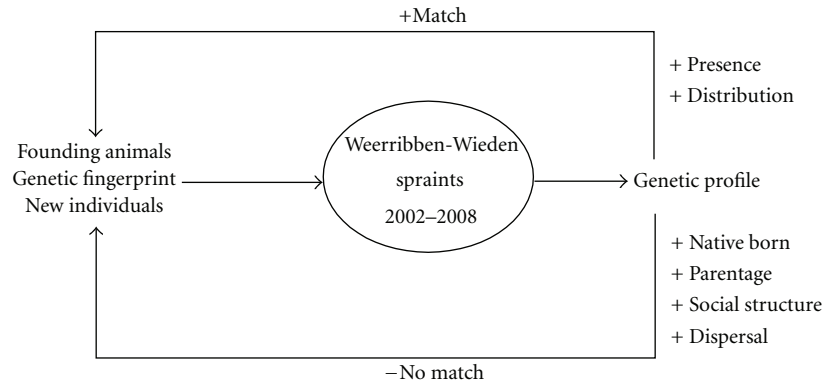 +Match
+ Presence
+ Distribution
Founding animals
Genetic fingerprint
New individuals
Weerribben-Wieden
spraints
2002–2008
Genetic profile
+ Native born
+ Parentage
+ Social structure
+ Dispersal
−No match